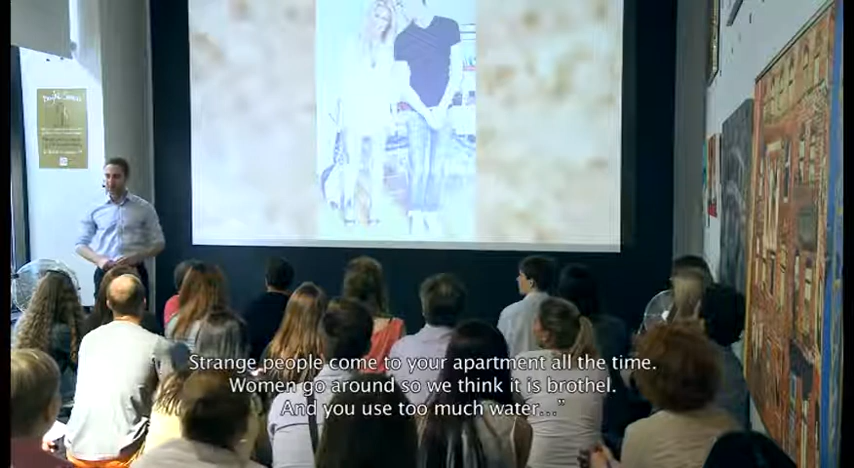 Strange people come to your apartment all the time.
Women go around so we think it is brothel.
And you use too much water..."